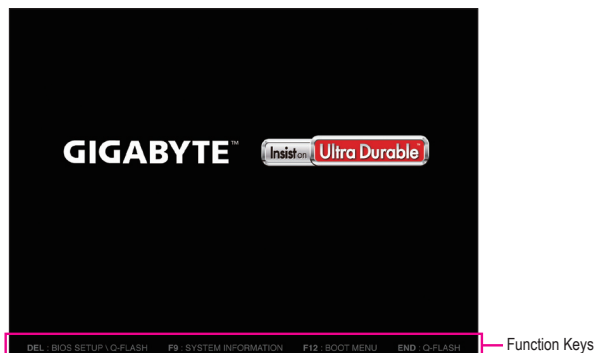 GIGABYTE™
Insist on Ultra Durable™
DEL : BIOS SETUP \ Q-FLASH F9 : SYSTEM INFORMATION F12 : BOOT MENU END : Q-FLASH
Function Keys